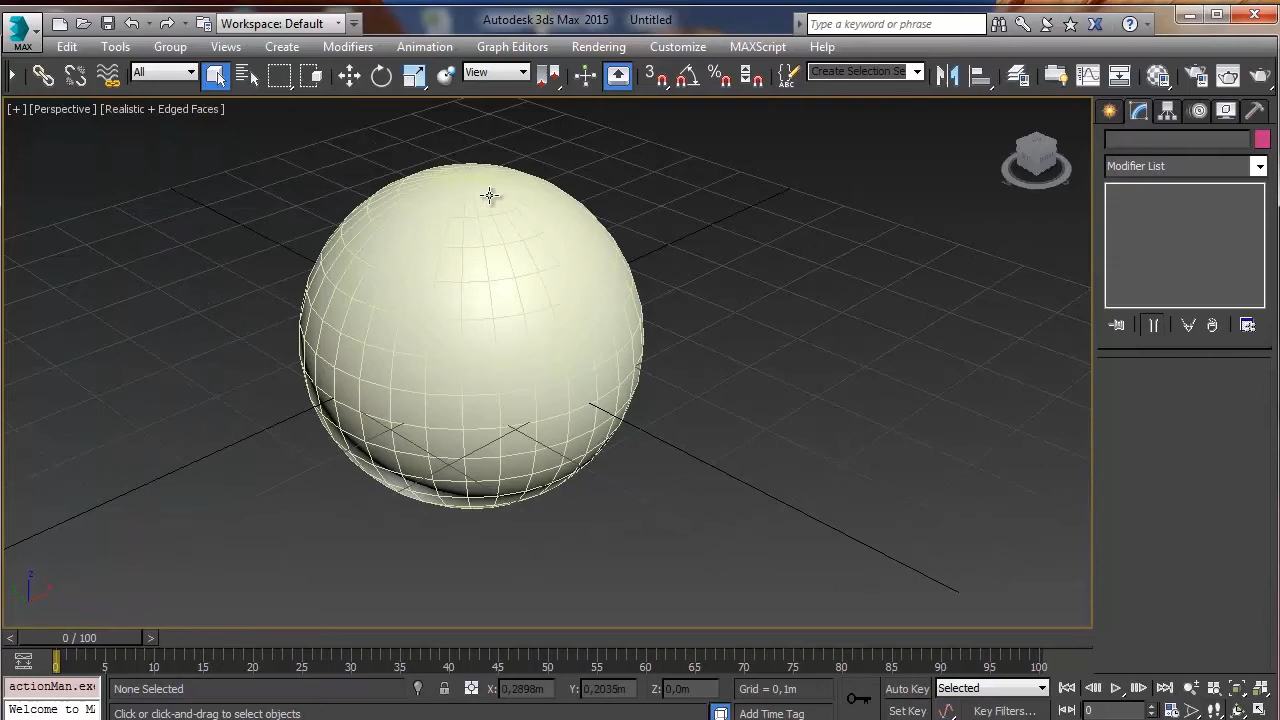 Workspace: Default
Autodesk 3ds Max 2015 Untitled
Type a keyword or phrase
MAX
Edit Tools Group Views Create Modifiers Animation Graph Editors Rendering Customize MAXScript Help
All
View
3
%
ABC
Create Selection Se
[+] [Perspective] [Realistic + Edged Faces ]
Modifier List
z
< 0 / 100 >
0 5 10 15 20 25 30 35 40 45 50 55 60 65 70 75 80 85 90 95 100
actionMan.ex
None Selected X: 0,2898m Y: 0,2035m Z: 0,0m Grid = 0,1m Auto Key Selected
Welcome to M
Click or click-and-drag to select objects Add Time Tag Set Key Key Filters... 0